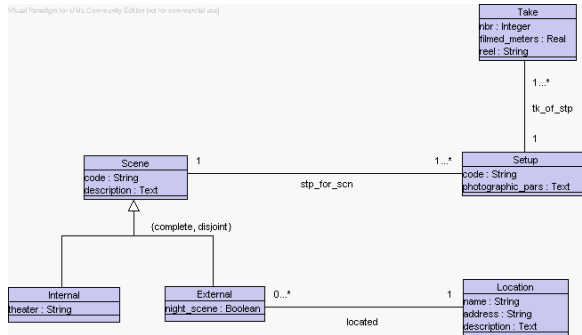 Visual Paradigm for UML Community Edition [not for commercial use]
Take
nbr : Integer
filmed_meters : Real
reel : String
1...*
tk_of_stp
1
Scene
code : String
description : Text
1
1...*
stp_for_scn
Setup
code : String
photographic_pars : Text
{complete, disjoint}
Internal
theater : String
External
night_scene : Boolean
0...*
1
located
Location
name : String
address : String
description : Text